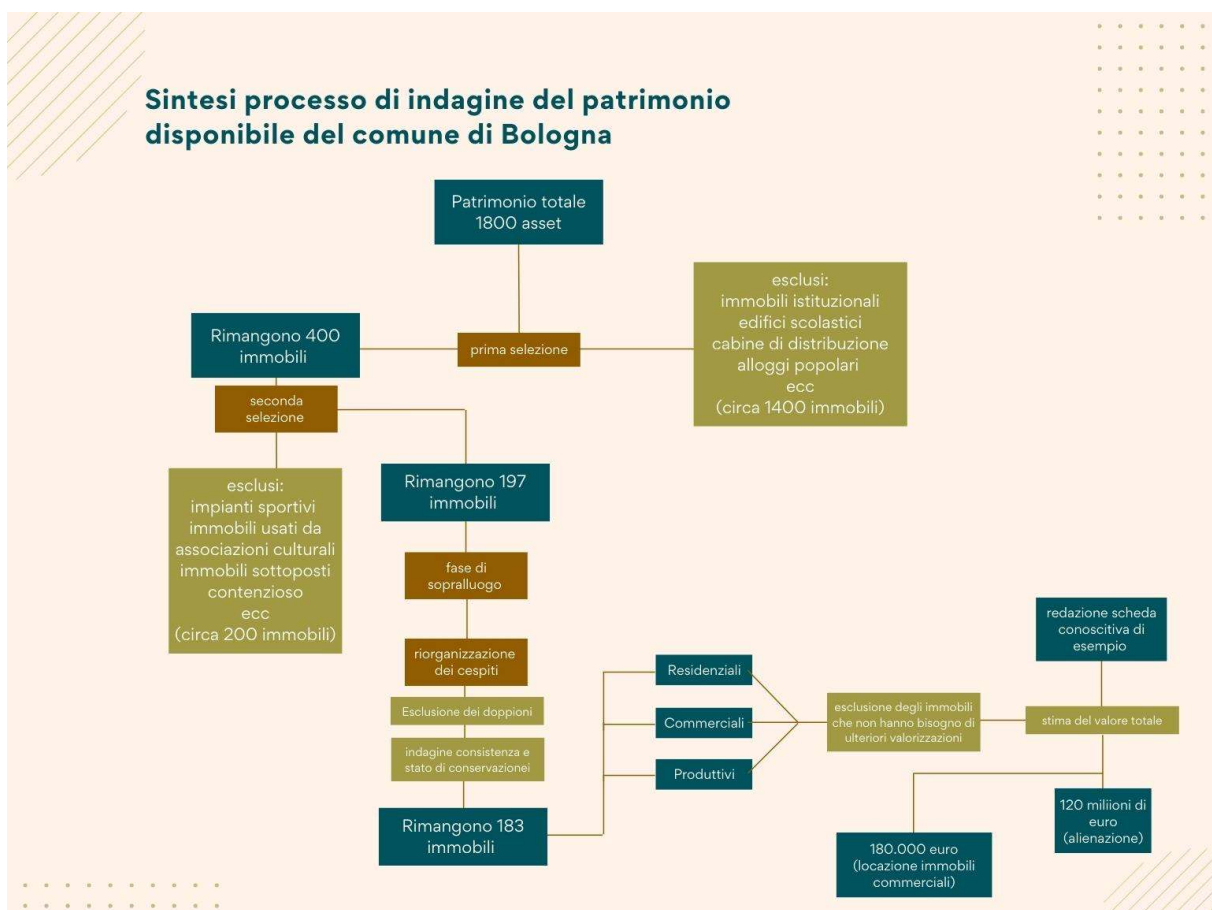 Sintesi processo di indagine del patrimonio
disponibile del comune di Bologna
Patrimonio totale
1800 asset
esclusi:
immobili istituzionali
edifici scolastici
cabine di distribuzione
alloggi popolari
ecc
(circa 1400 immobili)
prima selezione
Rimangono 400
immobili
seconda
selezione
esclusi:
impianti sportivi
immobili usati da
associazioni culturali
immobili sottoposti
contenzioso
ecc
(circa 200 immobili)
Rimangono 197
immobili
fase di
sopralluogo
riorganizzazione
dei cespiti
Esclusione dei doppioni
indagine consistenza e
stato di conservazionei
Rimangono 183
immobili
Residenziali
Commerciali
Produttivi
esclusione degli immobili
che non hanno bisogno di
ulteriori valorizzazioni
redazione scheda
conoscitiva di
esempio
stima del valore totale
120 miliioni di
euro
(alienazione)
180.000 euro
(locazione immobili
commerciali)